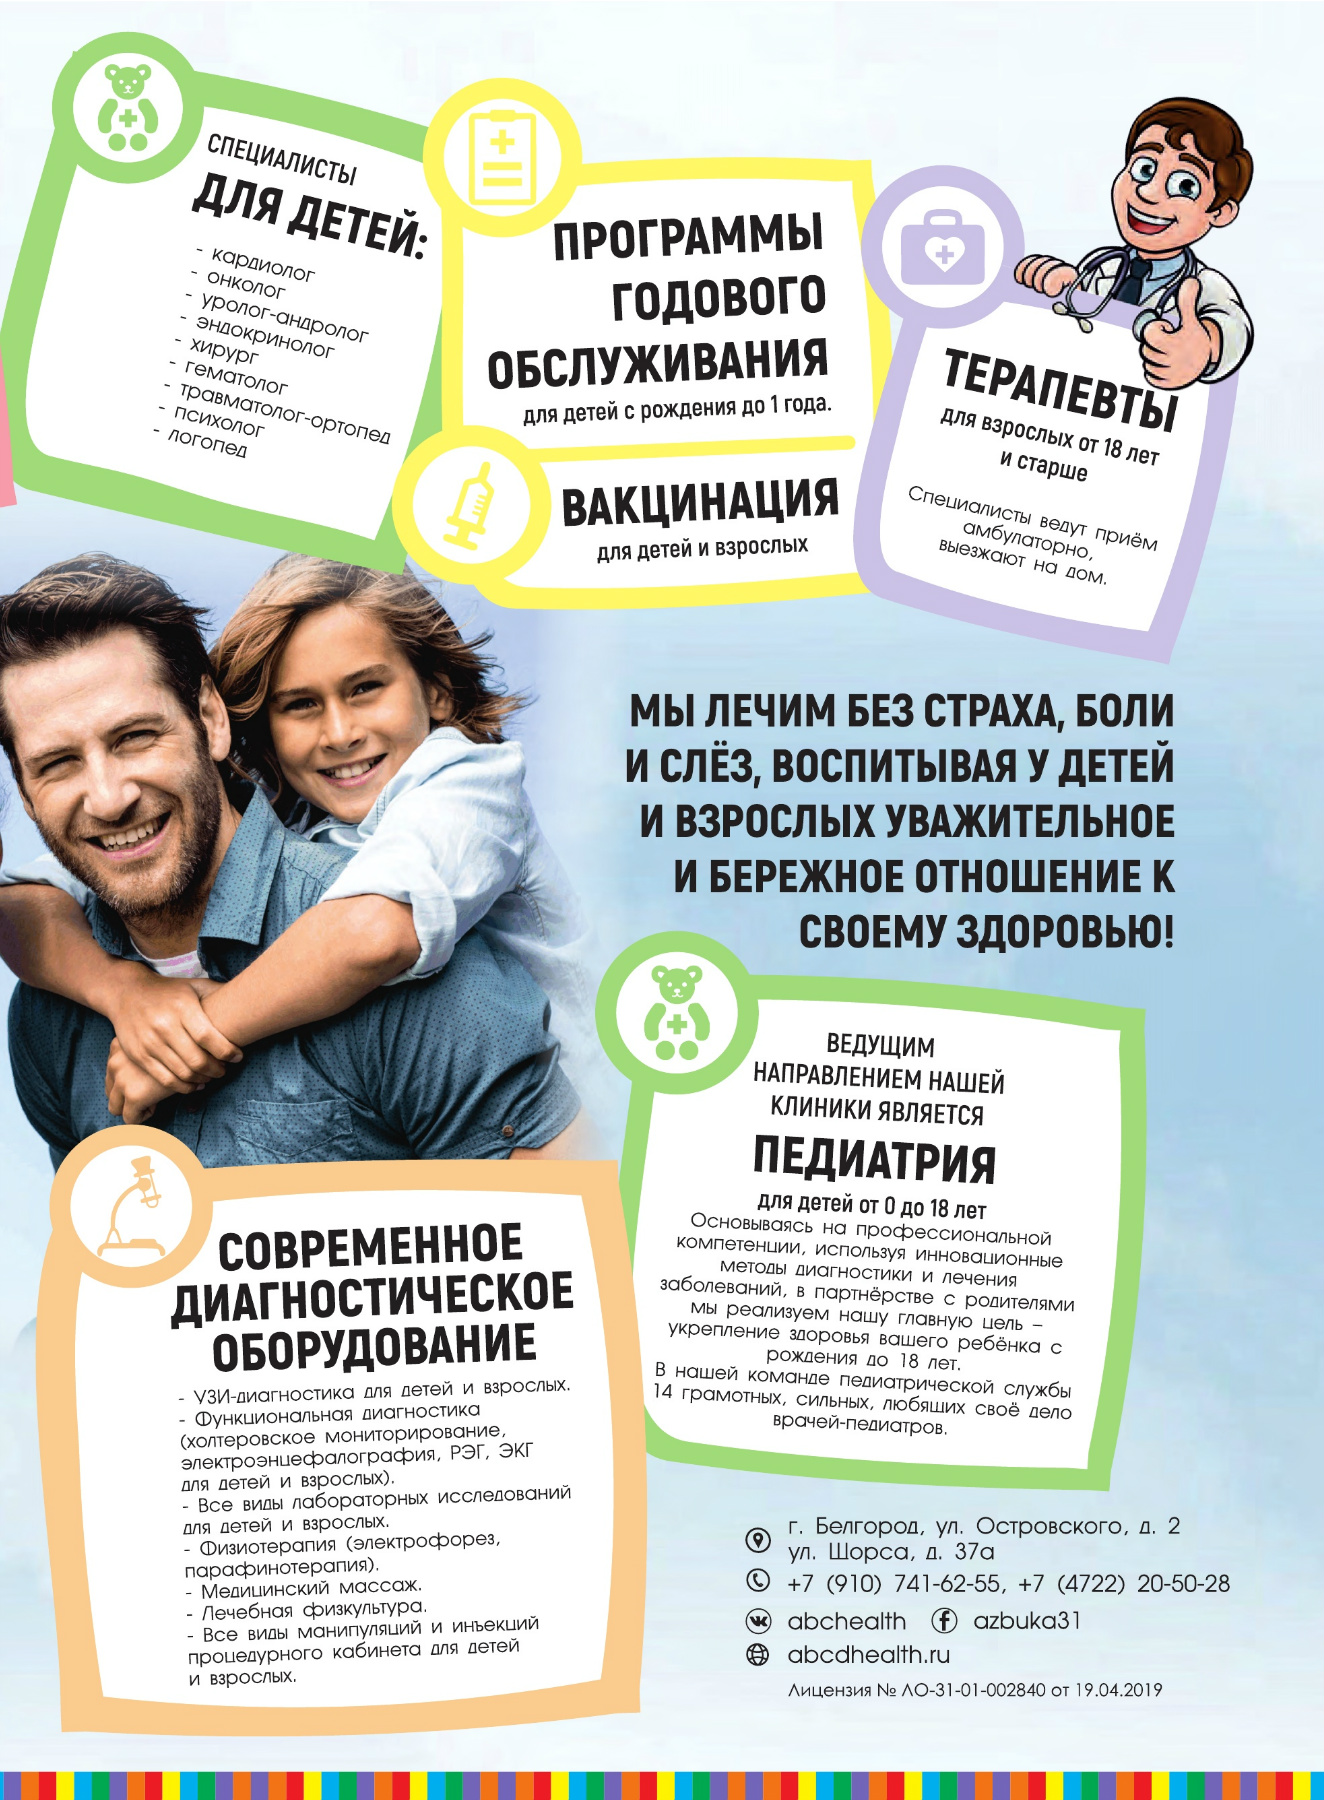 СПЕЦИАЛИСТЫ
ДЛЯ ДЕТЕЙ:
- кардиолог
- онколог
- уролог-андролог
- эндокринолог
- хирург
- гематолог
- травматолог-ортопед
- психолог
- логопед
ПРОГРАММЫ
ГОДОВОГО
ОБСЛУЖИВАНИЯ
для детей с рождения до 1 года.
ВАКЦИНАЦИЯ
для детей и взрослых
ТЕРАПЕВТЫ
для взрослых от 18 лет
и старше
Специалисты ведут приём
амбулаторно,
выезжают на дом.
МЫ ЛЕЧИМ БЕЗ СТРАХА, БОЛИ
И СЛЁЗ, ВОСПИТЫВАЯ У ДЕТЕЙ
И ВЗРОСЛЫХ УВАЖИТЕЛЬНОЕ
И БЕРЕЖНОЕ ОТНОШЕНИЕ К
СВОЕМУ ЗДОРОВЬЮ!
ВЕДУЩИМ
НАПРАВЛЕНИЕМ НАШЕЙ
КЛИНИКИ ЯВЛЯЕТСЯ
ПЕДИАТРИЯ
для детей от 0 до 18 лет
Основываясь на профессиональной
компетенции, используя инновационные
методы диагностики и лечения
заболеваний, в партнёрстве с родителями
мы реализуем нашу главную цель –
укрепление здоровья вашего ребёнка с
рождения до 18 лет.
В нашей команде педиатрической службы
14 грамотных, сильных, любящих своё дело
врачей-педиатров.
СОВРЕМЕННОЕ
ДИАГНОСТИЧЕСКОЕ
ОБОРУДОВАНИЕ
- УЗИ-диагностика для детей и взрослых.
- Функциональная диагностика
(холтеровское мониторирование,
электроэнцефалография, РЭГ, ЭКГ
для детей и взрослых).
- Все виды лабораторных исследований
для детей и взрослых.
- Физиотерапия (электрофорез,
парафинотерапия).
- Медицинский массаж.
- Лечебная физкультура.
- Все виды манипуляций и инъекций
процедурного кабинета для детей
и взрослых.
г. Белгород, ул. Островского, д. 2
ул. Шорса, д. 37а
+7 (910) 741-62-55, +7 (4722) 20-50-28
abchealth azbuka31
abcdhealth.ru
Лицензия № ЛО-31-01-002840 от 19.04.2019